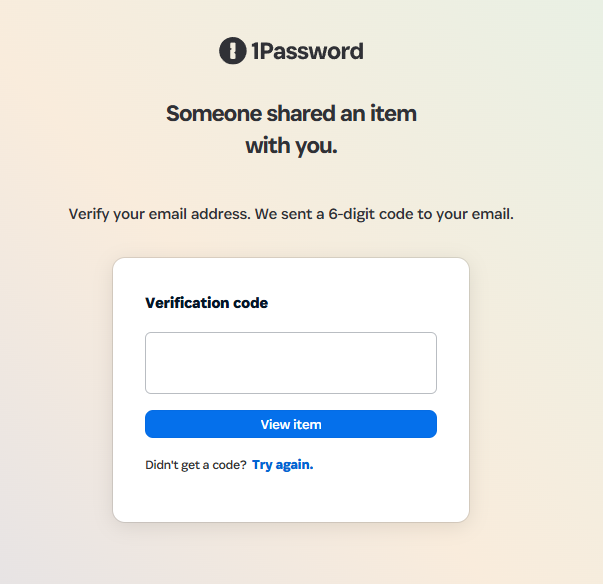 1Password
Someone shared an item
with you.
Verify your email address. We sent a 6-digit code to your email.
Verification code
View item
Didn't get a code? Try again.